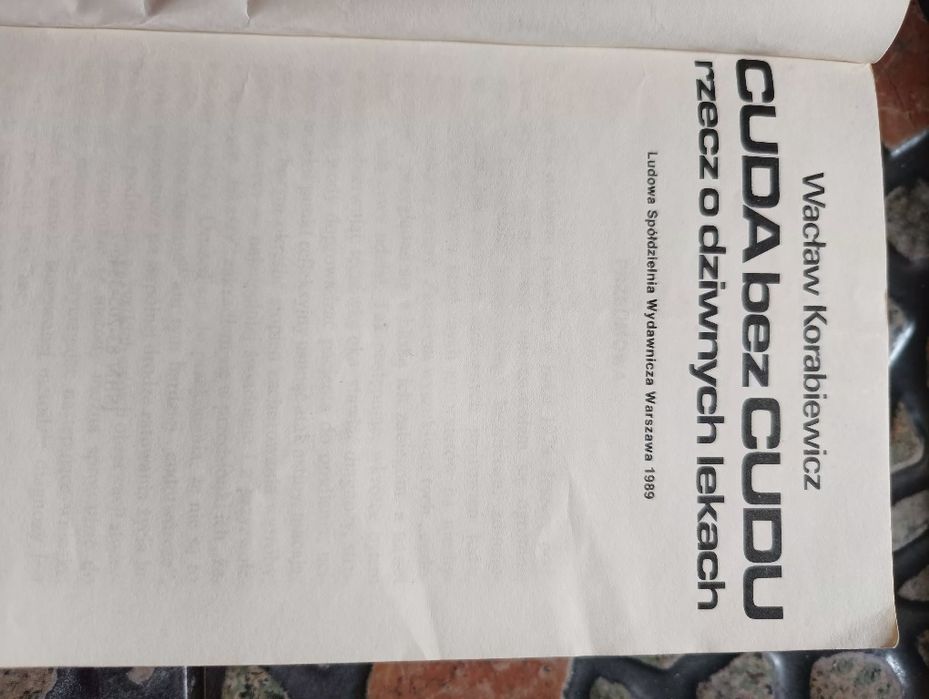 Wacław Korabiewicz
CUDA bez CUDU
rzecz o dziwnych lekach
Ludowa Spółdzielnia Wydawnicza Warszawa 1989